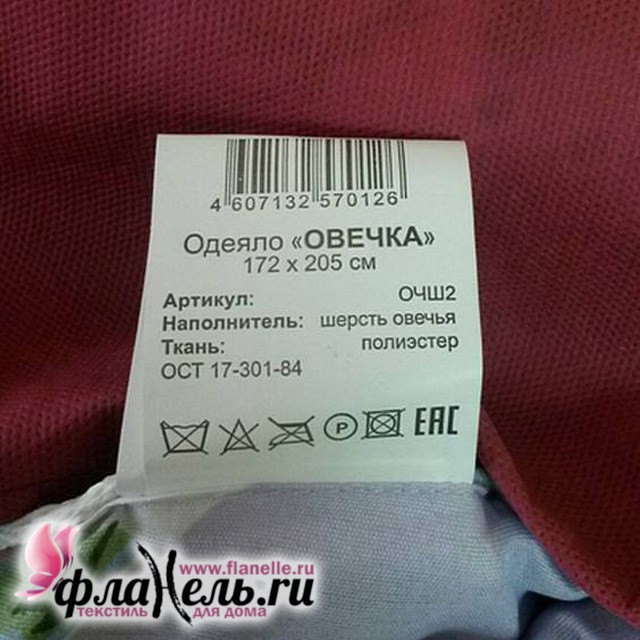 4 607132 570126
Одеяло «ОВЕЧКА»
172 x 205 см
Артикул: ОЧШ2
Наполнитель: шерсть овечья
Ткань: полиэстер
ОСТ 17-301-84
P
EAC
www.flanelle.ru
флаНель.ru
текстиль для дома